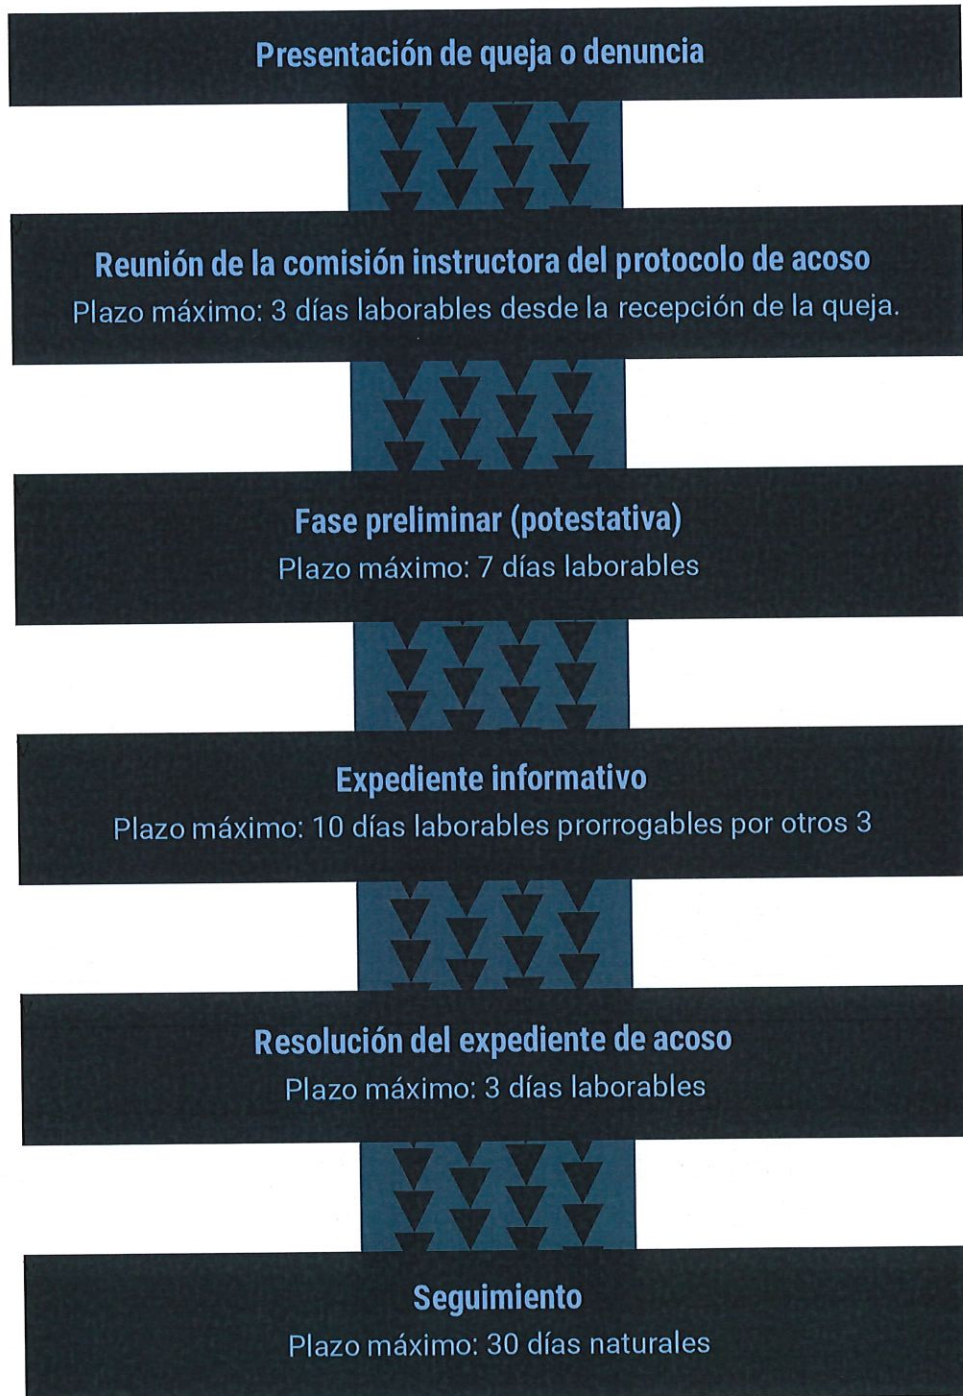 Presentación de queja o denuncia
Reunión de la comisión instructora del protocolo de acoso
Plazo máximo: 3 días laborables desde la recepción de la queja.
Fase preliminar (potestativa)
Plazo máximo: 7 días laborables
Expediente informativo
Plazo máximo: 10 días laborables prorrogables por otros 3
Resolución del expediente de acoso
Plazo máximo: 3 días laborables
Seguimiento
Plazo máximo: 30 días naturales